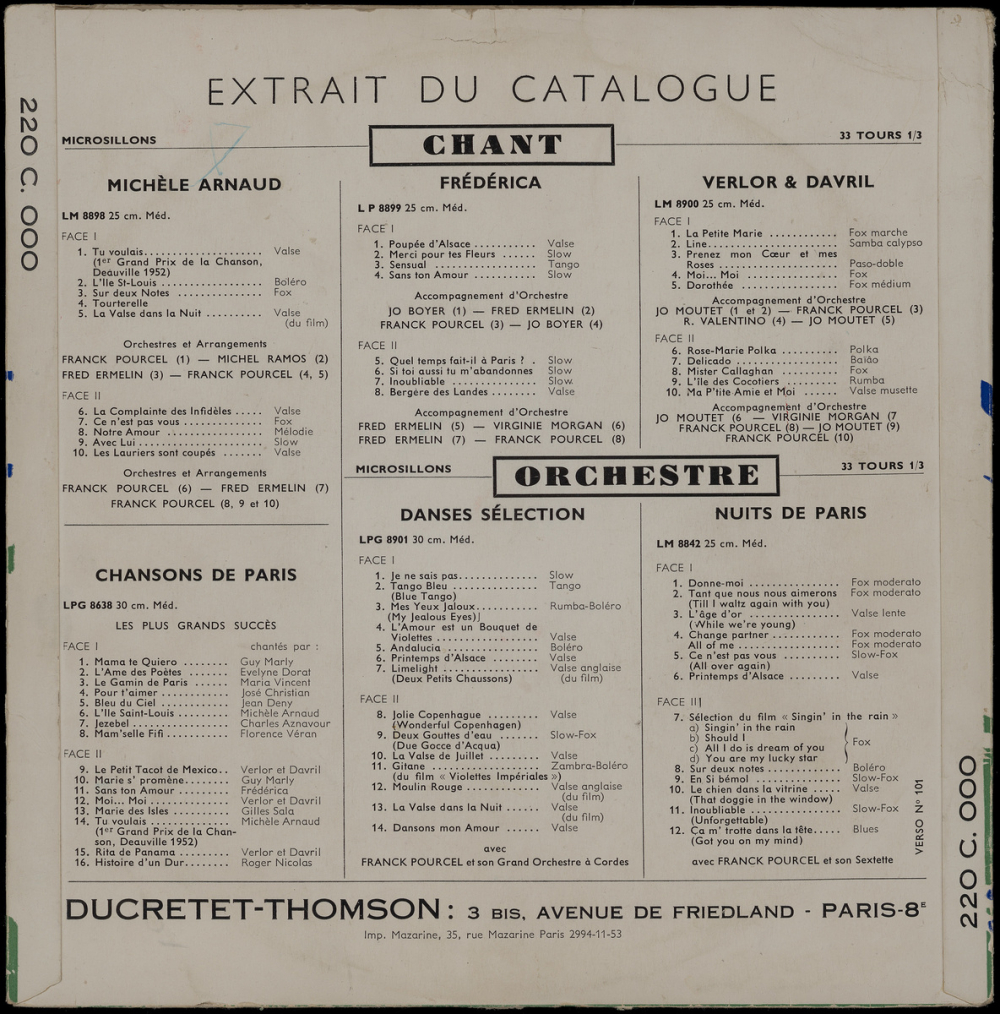 EXTRAIT DU CATALOGUE
MICROSILLONS
CHANT
33 TOURS 1/3
220 C. 000
MICHÈLE ARNAUD
LM 8898 25 cm. Méd.
FACE I
1. Tu voulais..................... Valse
(1er Grand Prix de la Chanson,
Deauville 1952)
2. L'Ile St-Louis ................ Boléro
3. Sur deux Notes ............... Fox
4. Tourterelle
5. La Valse dans la Nuit ......... Valse
(du film)
Orchestres et Arrangements
FRANCK POURCEL (1) — MICHEL RAMOS (2)
FRED ERMELIN (3) — FRANCK POURCEL (4, 5)
FACE II
6. La Complainte des Infidèles ..... Valse
7. Ce n'est pas vous .............. Fox
8. Notre Amour ................. Mélodie
9. Avec Lui ...................... Slow
10. Les Lauriers sont coupés ....... Valse
Orchestres et Arrangements
FRANCK POURCEL (6) — FRED ERMELIN (7)
FRANCK POURCEL (8, 9 et 10)
CHANSONS DE PARIS
LPG 8638 30 cm. Méd.
LES PLUS GRANDS SUCCÈS
FACE I chantés par :
1. Mama te Quiero ........ Guy Marly
2. L'Ame des Poètes ....... Evelyne Dorat
3. Le Gamin de Paris ...... Maria Vincent
4. Pour t'aimer ............ José Christian
5. Bleu du Ciel ............ Jean Deny
6. L'Ile Saint-Louis ......... Michèle Arnaud
7. Jezebel ................. Charles Aznavour
8. Mam'selle Fifi ........... Florence Véran
FACE II
9. Le Petit Tacot de Mexico.. Verlor et Davril
10. Marie s' promène........ Guy Marly
11. Sans ton Amour ......... Frédérica
12. Moi... Moi .............. Verlor et Davril
13. Marie des Isles .......... Gilles Sala
14. Tu voulais .............. Michèle Arnaud
(1er Grand Prix de la Chan-
son, Deauville 1952)
15. Rita de Panama ......... Verlor et Davril
16. Histoire d'un Dur........ Roger Nicolas
FRÉDÉRICA
L P 8899 25 cm. Méd.
FACE I
1. Poupée d'Alsace ........... Valse
2. Merci pour tes Fleurs ...... Slow
3. Sensual ................... Tango
4. Sans ton Amour ........... Slow
Accompagnement d'Orchestre
JO BOYER (1) — FRED ERMELIN (2)
FRANCK POURCEL (3) — JO BOYER (4)
FACE II
5. Quel temps fait-il à Paris ? . Slow
6. Si toi aussi tu m'abandonnes Slow
7. Inoubliable ............... Slow
8. Bergère des Landes ........ Valse
Accompagnement d'Orchestre
FRED ERMELIN (5) — VIRGINIE MORGAN (6)
FRED ERMELIN (7) — FRANCK POURCEL (8)
VERLOR & DAVRIL
LM 8900 25 cm. Méd.
FACE I
1. La Petite Marie ............ Fox marche
2. Line....................... Samba calypso
3. Prenez mon Cœur et mes
Roses ..................... Paso-doble
4. Moi... Moi ................ Fox
5. Dorothée .................. Fox médium
Accompagnement d'Orchestre
JO MOUTET (1 et 2) — FRANCK POURCEL (3)
R. VALENTINO (4) — JO MOUTET (5)
FACE II
6. Rose-Marie Polka .......... Polka
7. Delicado .................. Baiäo
8. Mister Callaghan ........... Fox
9. L'Ile des Cocotiers ......... Rumba
10. Ma P'tite Amie et Moi ..... Valse musette
Accompagnement d'Orchestre
JO MOUTET (6 — VIRGINIE MORGAN (7
FRANCK POURCEL (8) — JO MOUTET (9)
FRANCK POURCEL (10)
MICROSILLONS
ORCHESTRE
33 TOURS 1/3
DANSES SÉLECTION
LPG 8901 30 cm. Méd.
FACE I
1. Je ne sais pas.............. Slow
2. Tango Bleu ................ Tango
(Blue Tango)
3. Mes Yeux Jaloux........... Rumba-Boléro
(My Jealous Eyes)
4. L'Amour est un Bouquet de
Violettes .................. Valse
5. Andalucia ................. Boléro
6. Printemps d'Alsace ......... Valse
7. Limelight .................. Valse anglaise
(Deux Petits Chaussons) (du film)
FACE II
8. Jolie Copenhague .......... Valse
(Wonderful Copenhagen)
9. Deux Gouttes d'eau ....... Slow-Fox
(Due Gocce d'Acqua)
10. La Valse de Juillet .......... Valse
11. Gitane .................... Zambra-Boléro
(du film « Violettes Impériales »)
12. Moulin Rouge .............. Valse anglaise
(du film)
13. La Valse dans la Nuit ...... Valse
(du film)
14. Dansons mon Amour ...... Valse
avec
FRANCK POURCEL et son Grand Orchestre à Cordes
NUITS DE PARIS
LM 8842 25 cm. Méd.
FACE I
1. Donne-moi ................ Fox moderato
2. Tant que nous nous aimerons Fox moderato
(Till I waltz again with you)
3. L'âge d'or ................. Valse lente
(While we're young)
4. Change partner............ Fox moderato
All of me .................. Fox moderato
5. Ce n'est pas vous .......... Slow-Fox
(All over again)
6. Printemps d'Alsace ......... Valse
FACE II
7. Sélection du film « Singin' in the rain »
a) Singin' in the rain
b) Should I
c) All I do is dream of you
d) You are my lucky star
Fox
8. Sur deux notes ............. Boléro
9. En Si bémol ............... Slow-Fox
10. Le chien dans la vitrine ..... Valse
(That doggie in the window)
11. Inoubliable ................ Slow-Fox
(Unforgettable)
12. Ca m' trotte dans la tête..... Blues
(Got you on my mind)
avec FRANCK POURCEL et son Sextette
VERSO Nº 101
220 C. 000
DUCRETET-THOMSON : 3 BIS, AVENUE DE FRIEDLAND - PARIS-8E
Imp. Mazarine, 35, rue Mazarine Paris 2994-11-53